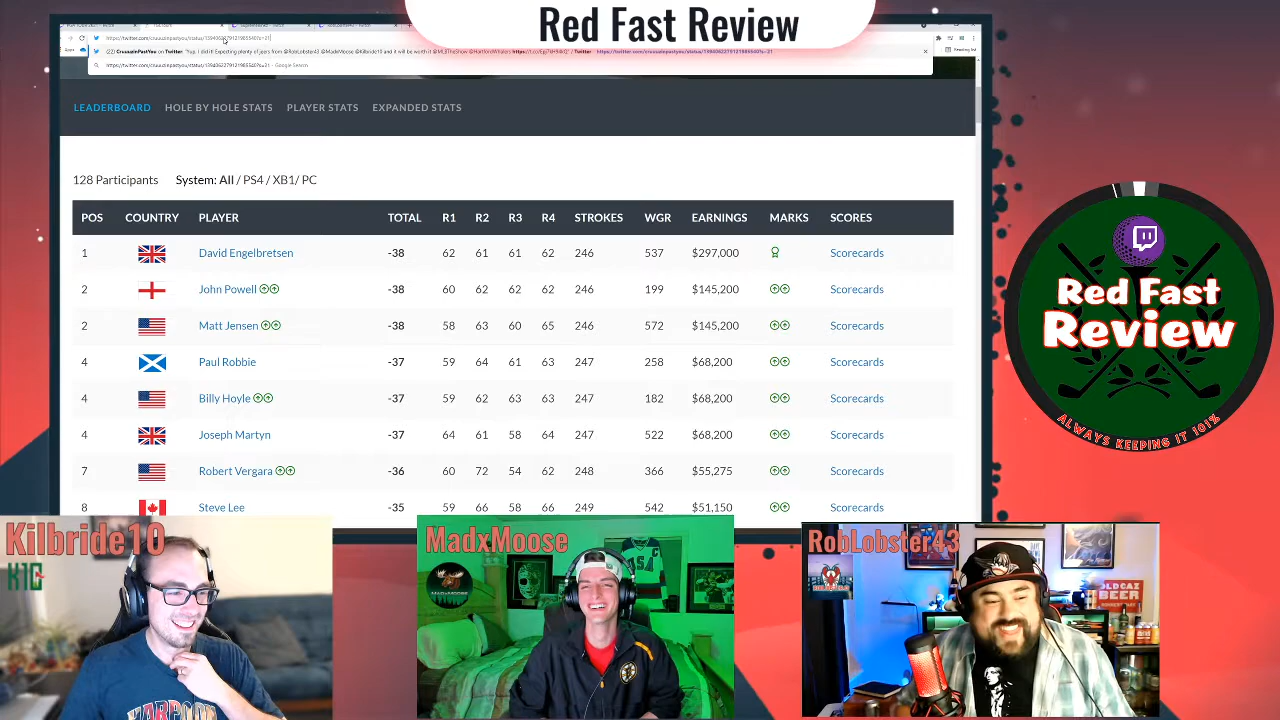 Red Fast Review
LEADERBOARD HOLE BY HOLE STATS PLAYER STATS EXPANDED STATS
128 Participants System: All / PS4 / XB1/ PC
POS COUNTRY PLAYER TOTAL R1 R2 R3 R4 STROKES WGR EARNINGS MARKS SCORES
1 David Engelbretsen -38 62 61 61 62 246 537 $297,000 Scorecards
2 John Powell -38 60 62 62 62 246 199 $145,200 Scorecards
2 Matt Jensen -38 58 63 60 65 246 572 $145,200 Scorecards
4 Paul Robbie -37 59 64 61 63 247 258 $68,200 Scorecards
4 Billy Hoyle -37 59 62 63 63 247 182 $68,200 Scorecards
4 Joseph Martyn -37 64 61 58 64 247 522 $68,200 Scorecards
7 Robert Vergara -36 60 72 54 62 248 366 $55,275 Scorecards
8 Steve Lee -35 59 66 58 66 249 542 $51,150 Scorecards
Red Fast
Review
ALWAYS KEEPING IT 101%
Kilbride10
K10
MadxMoose
RobLobster43
BEER